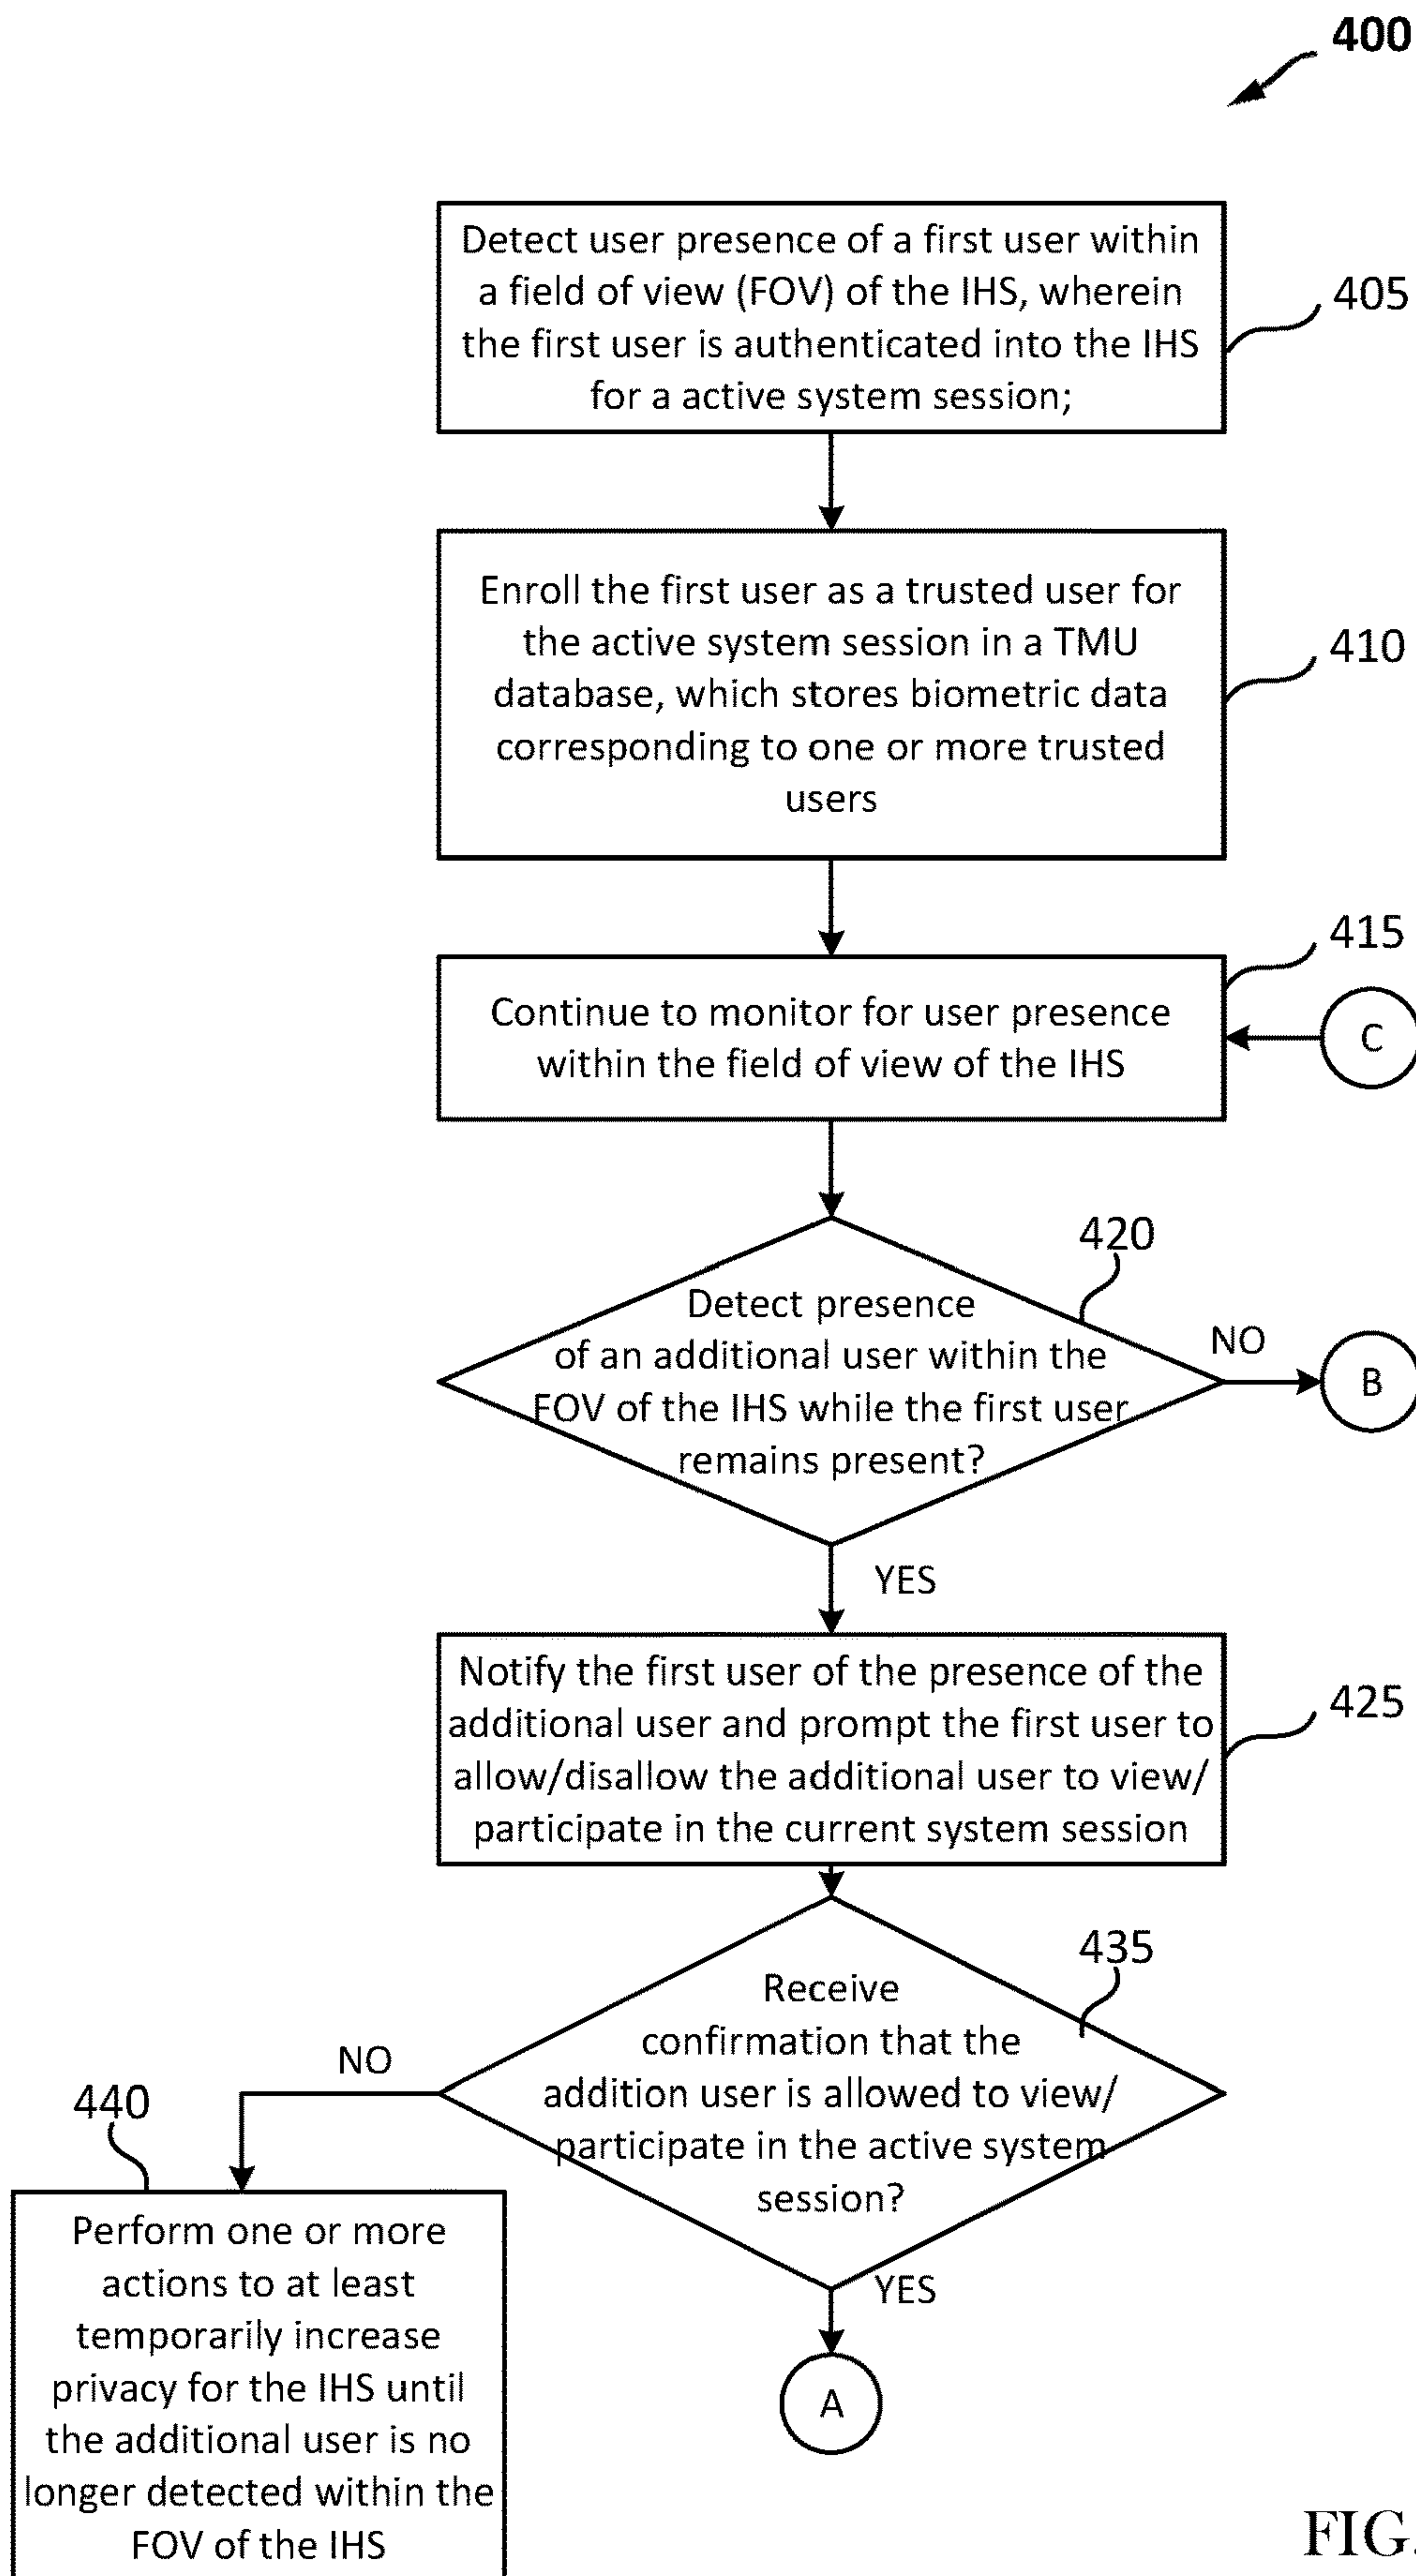 400
Detect user presence of a first user within
a field of view (FOV) of the IHS, wherein
the first user is authenticated into the IHS
for a active system session;
405
Enroll the first user as a trusted user for
the active system session in a TMU
database, which stores biometric data
corresponding to one or more trusted
users
410
415
Continue to monitor for user presence
within the field of view of the IHS
C
420
Detect presence
of an additional user within the
FOV of the IHS while the first user
remains present?
NO
B
YES
Notify the first user of the presence of the
additional user and prompt the first user to
allow/disallow the additional user to view/
participate in the current system session
425
435
Receive
confirmation that the
addition user is allowed to view/
participate in the active system
session?
NO
440
Perform one or more
actions to at least
temporarily increase
privacy for the IHS until
the additional user is no
longer detected within the
FOV of the IHS
YES
A
FIG.